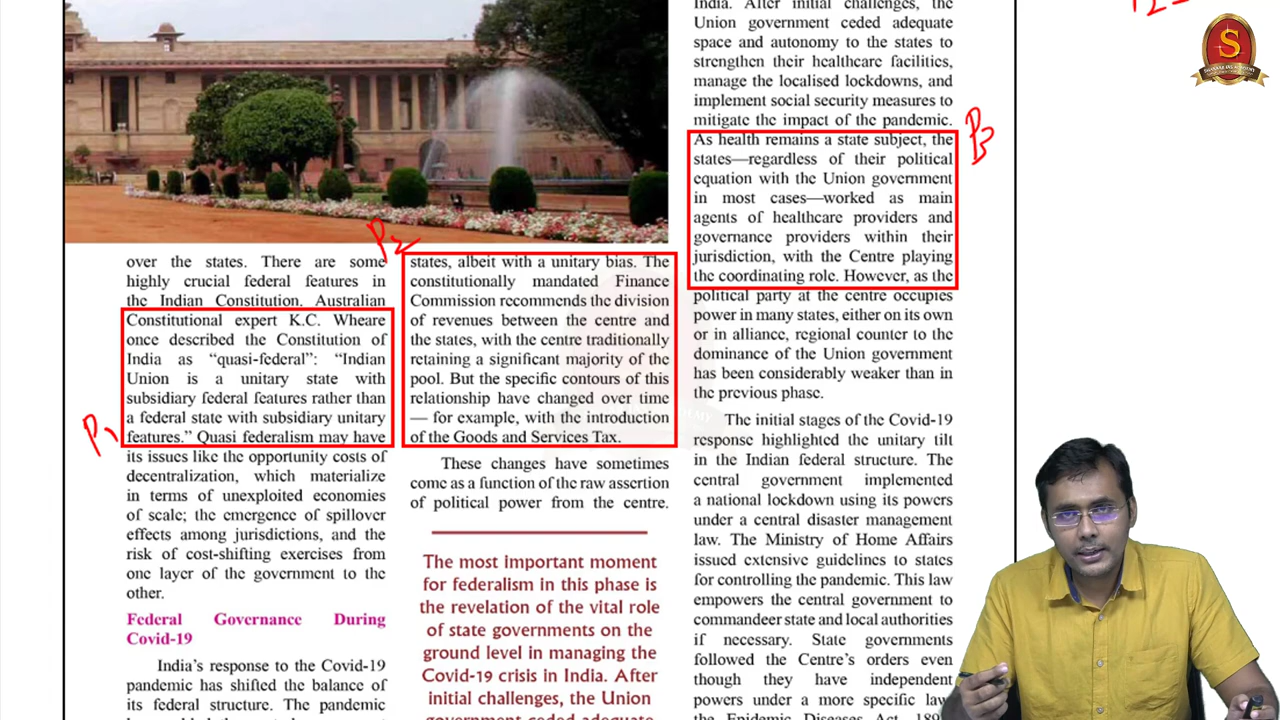 over the states. There are some
highly crucial federal features in
the Indian Constitution. Australian
Constitutional expert K.C. Wheare
once described the Constitution of
India as “quasi-federal”: “Indian
Union is a unitary state with
subsidiary federal features rather than
a federal state with subsidiary unitary
features.” Quasi federalism may have
its issues like the opportunity costs of
decentralization, which materialize
in terms of unexploited economies
of scale; the emergence of spillover
effects among jurisdictions, and the
risk of cost-shifting exercises from
one layer of the government to the
other.
Federal Governance During
Covid-19
India’s response to the Covid-19
pandemic has shifted the balance of
its federal structure. The pandemic
P1
P2
states, albeit with a unitary bias. The
constitutionally mandated Finance
Commission recommends the division
of revenues between the centre and
the states, with the centre traditionally
retaining a significant majority of the
pool. But the specific contours of this
relationship have changed over time
— for example, with the introduction
of the Goods and Services Tax.
These changes have sometimes
come as a function of the raw assertion
of political power from the centre.
The most important moment
for federalism in this phase is
the revelation of the vital role
of state governments on the
ground level in managing the
Covid-19 crisis in India. After
initial challenges, the Union
government ceded adequate
India. After initial challenges, the
Union government ceded adequate
space and autonomy to the states to
strengthen their healthcare facilities,
manage the localised lockdowns, and
implement social security measures to
mitigate the impact of the pandemic.
As health remains a state subject, the
states—regardless of their political
equation with the Union government
in most cases—worked as main
agents of healthcare providers and
governance providers within their
jurisdiction, with the Centre playing
the coordinating role. However, as the
political party at the centre occupies
power in many states, either on its own
or in alliance, regional counter to the
dominance of the Union government
has been considerably weaker than in
the previous phase.
The initial stages of the Covid-19
response highlighted the unitary tilt
in the Indian federal structure. The
central government implemented
a national lockdown using its powers
under a central disaster management
law. The Ministry of Home Affairs
issued extensive guidelines to states
for controlling the pandemic. This law
empowers the central government to
commandeer state and local authorities
if necessary. State governments
followed the Centre’s orders even
though they have independent
powers under a more specific law
the Epidemic Diseases Act, 189
P3
S